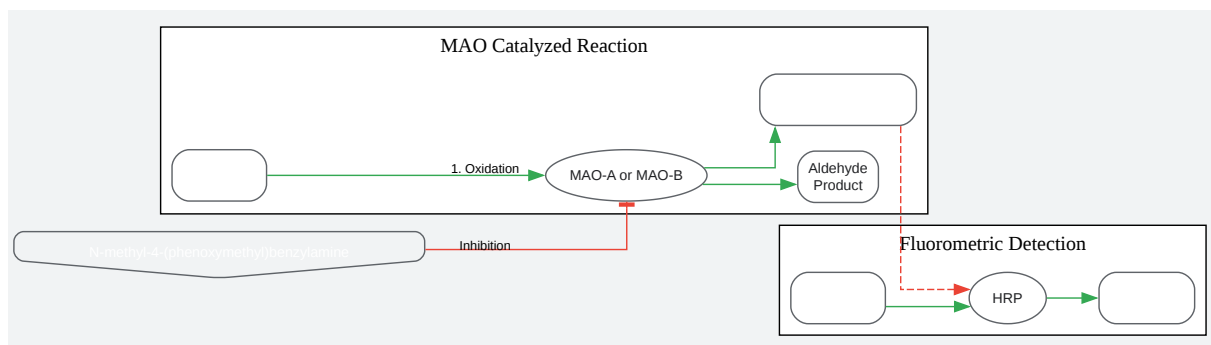 MAO Catalyzed Reaction
1. Oxidation
MAO-A or MAO-B
Aldehyde
Product
N-methyl-4-(phenoxymethyl)benzylamine
Inhibition
Fluorometric Detection
HRP